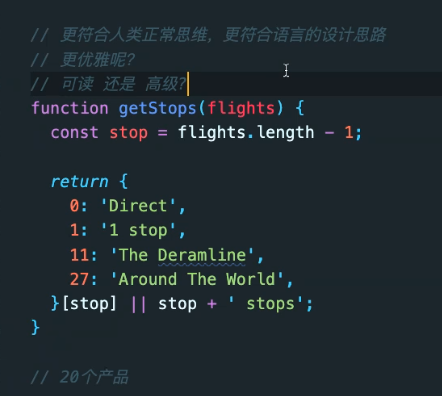 // 更符合人类正常思维，更符合语言的设计思路
// 更优雅呢?
// 可读 还是 高级?
function getStops(flights) {
const stop = flights.length - 1;
return {
0: 'Direct',
1: '1 stop',
11: 'The Deramline',
27: 'Around The World',
}[stop] || stop + ' stops';
}
// 20个产品